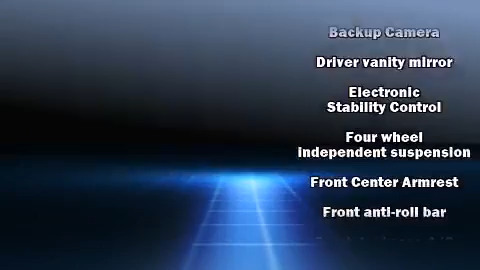 Backup Camera
Driver vanity mirror
Electronic
Stability Control
Four wheel
independent suspension
Front Center Armrest
Front anti-roll bar